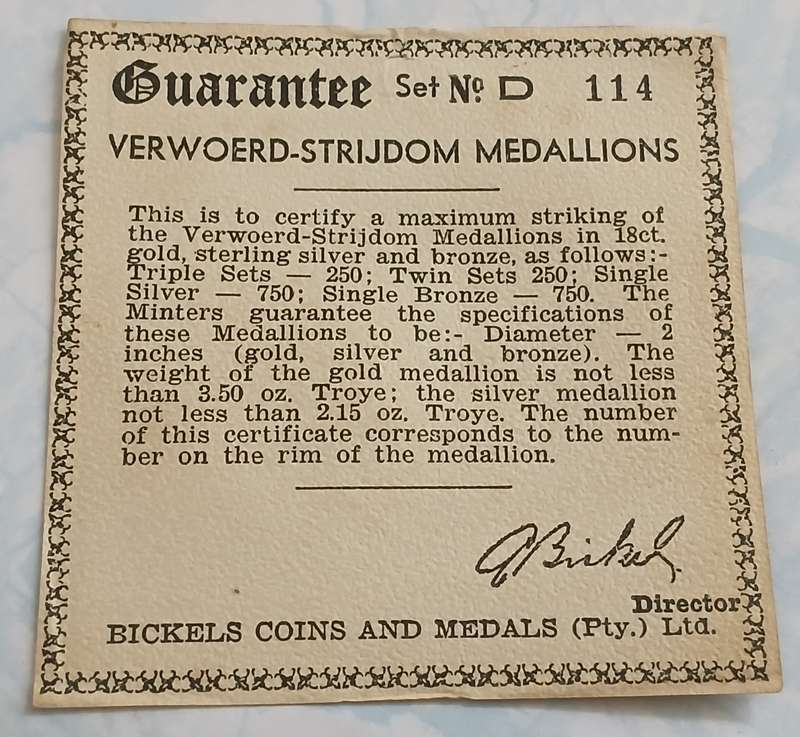 Guarantee Set Nº D 114
VERWOERD-STRIJDOM MEDALLIONS
This is to certify a maximum striking of
the Verwoerd-Strijdom Medallions in 18ct.
gold, sterling silver and bronze, as follows:-
Triple Sets — 250; Twin Sets 250; Single
Silver — 750; Single Bronze — 750. The
Minters guarantee the specifications of
these Medallions to be:- Diameter — 2
inches (gold, silver and bronze). The
weight of the gold medallion is not less
than 3.50 oz. Troye; the silver medallion
not less than 2.15 oz. Troye. The number
of this certificate corresponds to the num-
ber on the rim of the medallion.
GBickel.
Director
BICKELS COINS AND MEDALS (Pty.) Ltd.